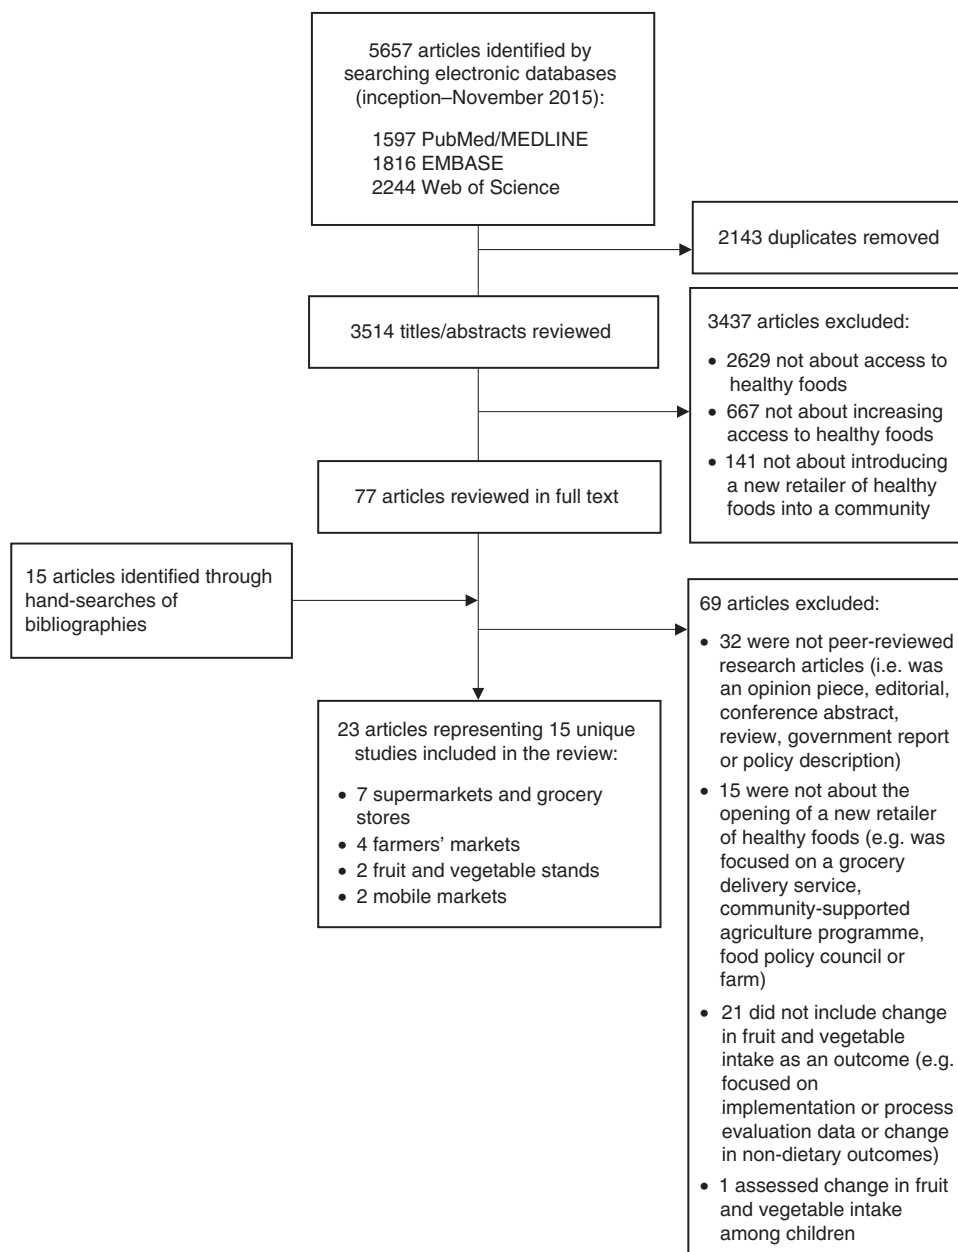 5657 articles identified by
searching electronic databases
(inception–November 2015):
1597 PubMed/MEDLINE
1816 EMBASE
2244 Web of Science
2143 duplicates removed
3514 titles/abstracts reviewed
3437 articles excluded:
• 2629 not about access to
healthy foods
• 667 not about increasing
access to healthy foods
• 141 not about introducing
a new retailer of healthy
foods into a community
77 articles reviewed in full text
15 articles identified through
hand-searches of
bibliographies
69 articles excluded:
• 32 were not peer-reviewed
research articles (i.e. was
an opinion piece, editorial,
conference abstract,
review, government report
or policy description)
• 15 were not about the
opening of a new retailer
of healthy foods (e.g. was
focused on a grocery
delivery service,
community-supported
agriculture programme,
food policy council or
farm)
• 21 did not include change
in fruit and vegetable
intake as an outcome (e.g.
focused on
implementation or process
evaluation data or change
in non-dietary outcomes)
• 1 assessed change in fruit
and vegetable intake
among children
23 articles representing 15 unique
studies included in the review:
• 7 supermarkets and grocery
stores
• 4 farmers' markets
• 2 fruit and vegetable stands
• 2 mobile markets